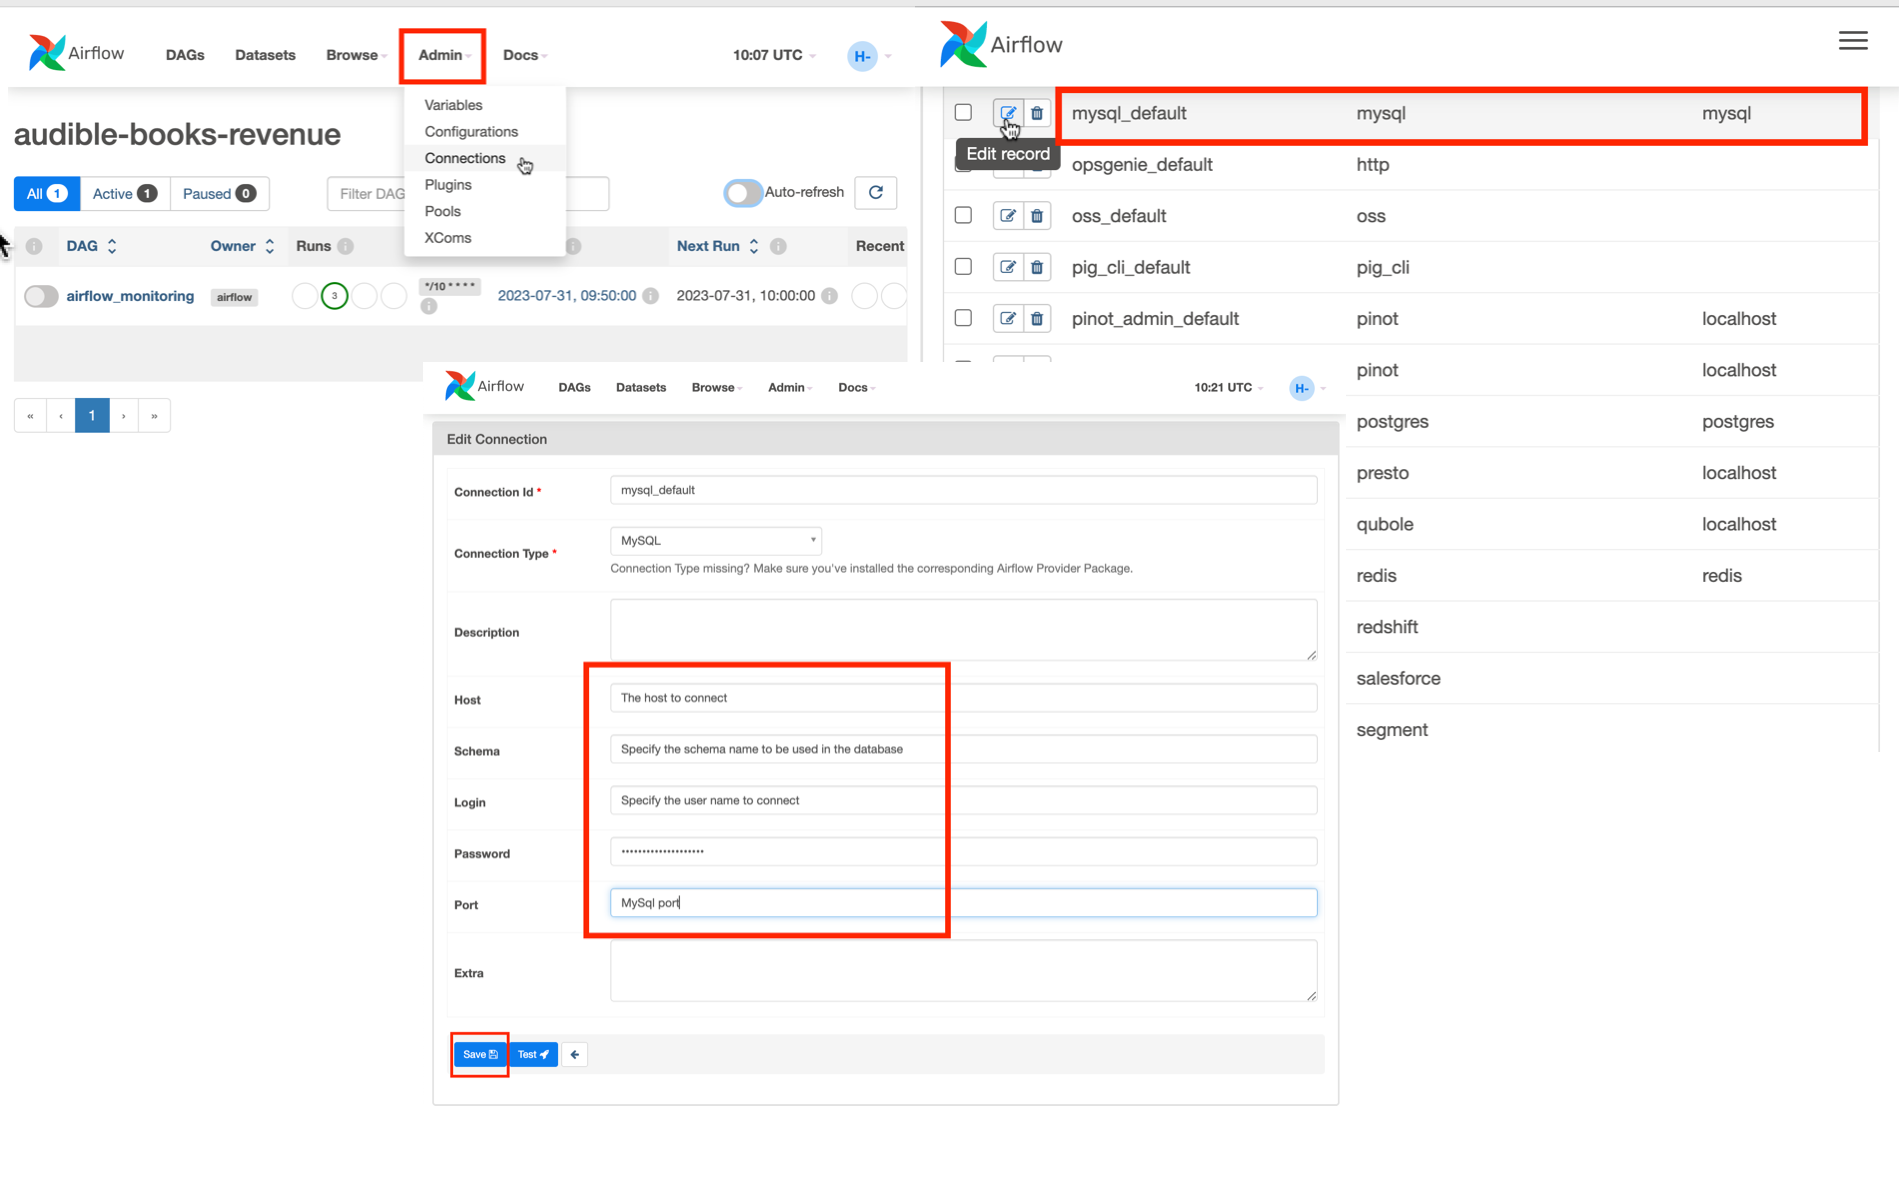 Airflow DAGs Datasets Browse Admin Docs 10:07 UTC H-
Variables
Configurations
Connections
Plugins
Pools
XComs
audible-books-revenue
All 1 Active 1 Paused 0 Filter DAG Auto-refresh
DAG Owner Runs Next Run Recent
airflow_monitoring airflow 3 */10 * * * * 2023-07-31, 09:50:00 2023-07-31, 10:00:00
« ‹ 1 › »
Airflow
mysql_default mysql mysql
Edit record
opsgenie_default http
oss_default oss
pig_cli_default pig_cli
pinot_admin_default pinot localhost
pinot localhost
postgres postgres
presto localhost
qubole localhost
redis redis
redshift
salesforce
segment
Airflow DAGs Datasets Browse Admin Docs 10:21 UTC H-
Edit Connection
Connection Id * mysql_default
Connection Type * MySQL
Connection Type missing? Make sure you've installed the corresponding Airflow Provider Package.
Description
Host The host to connect
Schema Specify the schema name to be used in the database
Login Specify the user name to connect
Password ••••••••••••••••••••
Port MySql port
Extra
Save Test